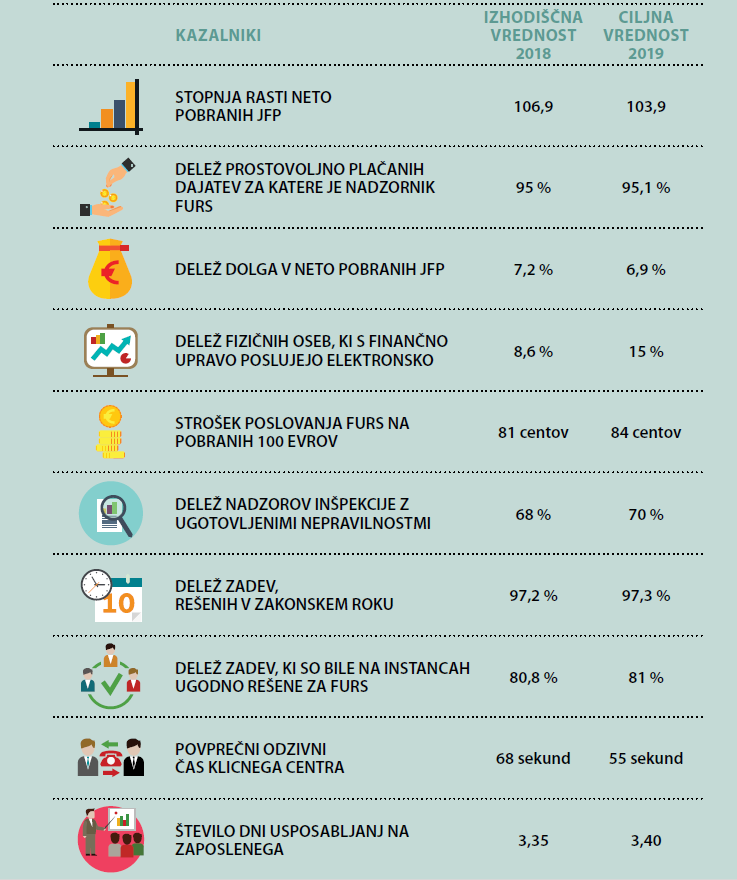 KAZALNIKI
IZHODIŠČNA
VREDNOST
2018
CILJNA
VREDNOST
2019
STOPNJA RASTI NETO
POBRANIH JFP
106,9
103,9
DELEŽ PROSTOVOLJNO PLAČANIH
DAJATEV ZA KATERE JE NADZORNIK
FURS
95 %
95,1 %
DELEŽ DOLGA V NETO POBRANIH JFP
7,2 %
6,9 %
DELEŽ FIZIČNIH OSEB, KI S FINANČNO
UPRAVO POSLUJEJO ELEKTRONSKO
8,6 %
15 %
STROŠEK POSLOVANJA FURS NA
POBRANIH 100 EVROV
81 centov
84 centov
DELEŽ NADZOROV INŠPEKCIJE Z
UGOTOVLJENIMI NEPRAVILNOSTMI
68 %
70 %
10
DELEŽ ZADEV,
REŠENIH V ZAKONSKEM ROKU
97,2 %
97,3 %
DELEŽ ZADEV, KI SO BILE NA INSTANCAH
UGODNO REŠENE ZA FURS
80,8 %
81 %
POVPREČNI ODZIVNI
ČAS KLICNEGA CENTRA
68 sekund
55 sekund
ŠTEVILO DNI USPOSABLJANJ NA
ZAPOSLENEGA
3,35
3,40